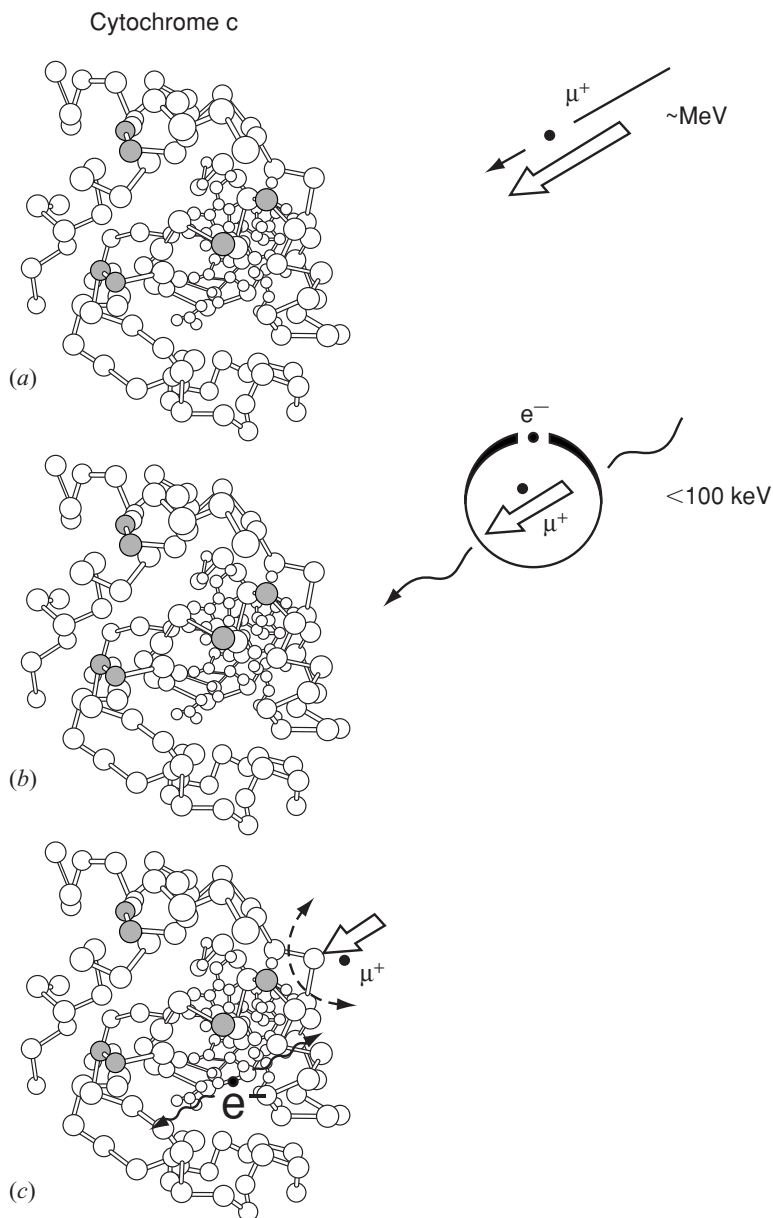 Cytochrome c
μ+
~MeV
(a)
e−
μ+
<100 keV
(b)
μ+
e−
(c)